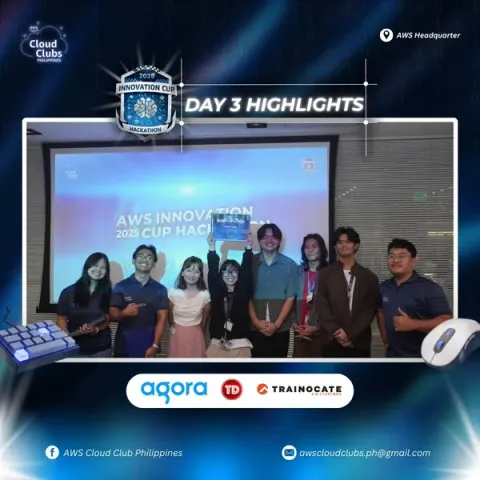 Cloud
Clubs
PHILIPPINES
AWS Headquarter
2025
INNOVATION CUP
HACKATHON
DAY 3 HIGHLIGHTS
AWS INNOVATION
2025 CUP HACKATHON
agora
TD
TRAINOCATE
PHILIPPINES
AWS Cloud Club Philippines
awscloudclubs.ph@gmail.com